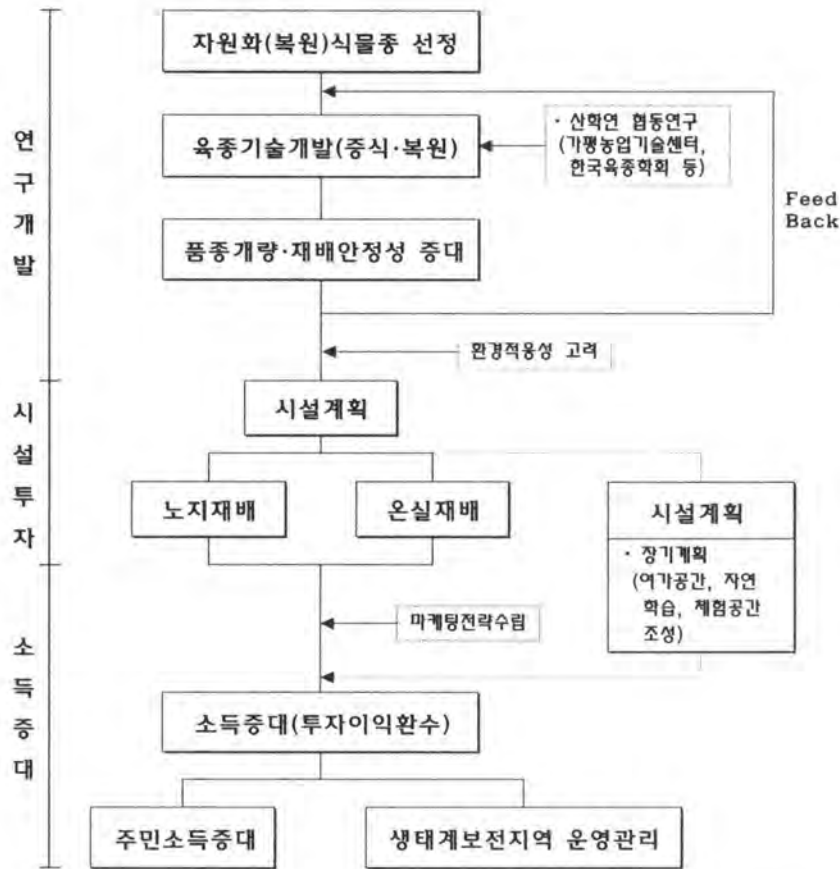 자원화(복원)식물종 선정
육종기술개발(증식·복원)
· 산학연 협동연구
(가평농업기술센터,
한국육종학회 등)
Feed
Back
품종개량·재배안정성 증대
환경적응성 고려
연구개발
시설계획
노지재배
온실재배
시설계획
· 장기계획
(여가공간, 자연
학습, 체험공간
조성)
시설투자
마케팅전략수립
소득증대(투자이익환수)
주민소득증대
생태계보전지역 운영관리
소득증대